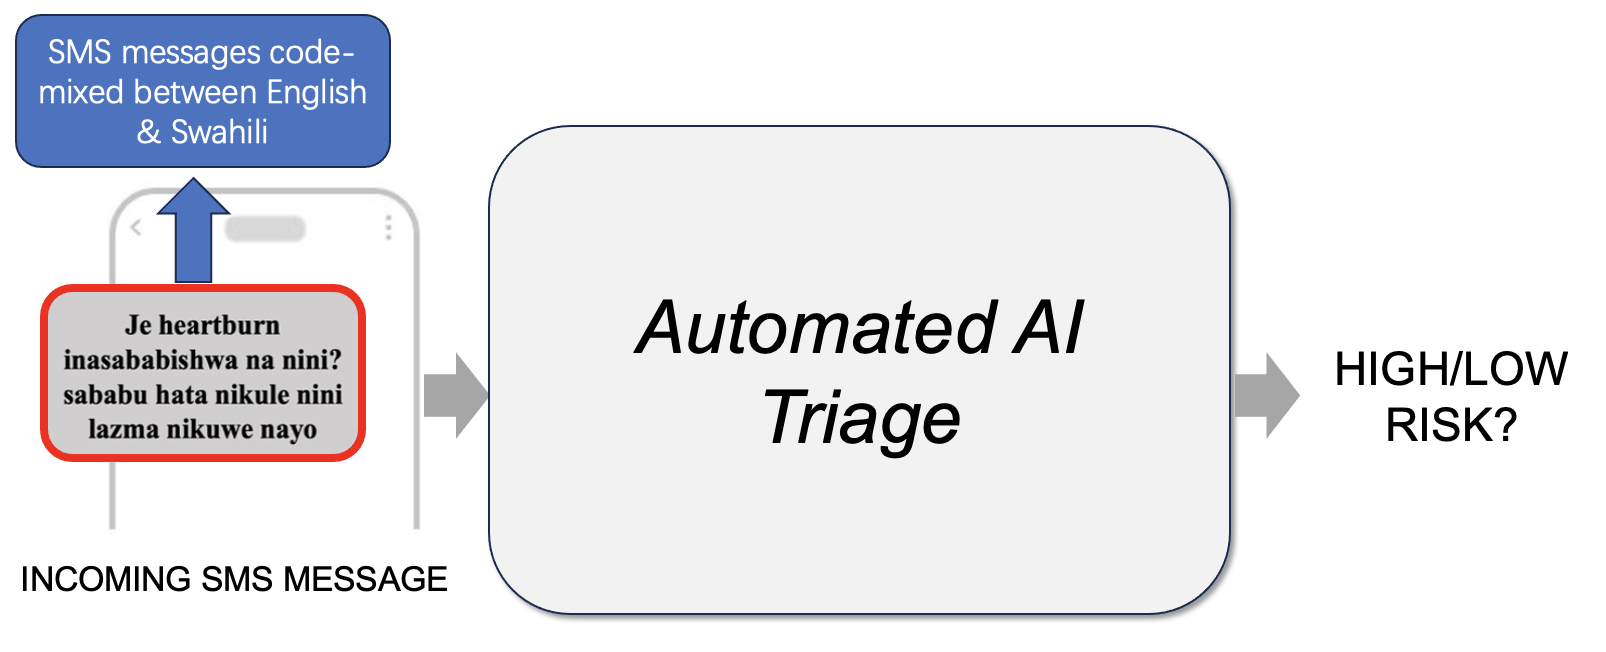 SMS messages code-
mixed between English
& Swahili
Je heartburn
inasababishwa na nini?
sababu hata nikule nini
lazma nikuwe nayo
INCOMING SMS MESSAGE
Automated AI
Triage
HIGH/LOW
RISK?